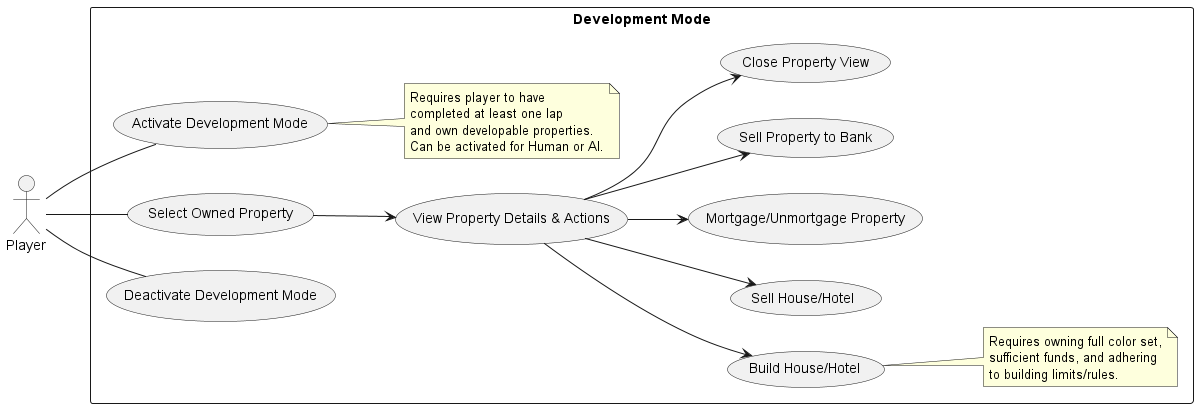 Development Mode
Close Property View
Requires player to have
completed at least one lap
and own developable properties.
Can be activated for Human or AI.
Activate Development Mode
Sell Property to Bank
Select Owned Property
View Property Details & Actions
Mortgage/Unmortgage Property
Player
Deactivate Development Mode
Sell House/Hotel
Requires owning full color set,
sufficient funds, and adhering
to building limits/rules.
Build House/Hotel